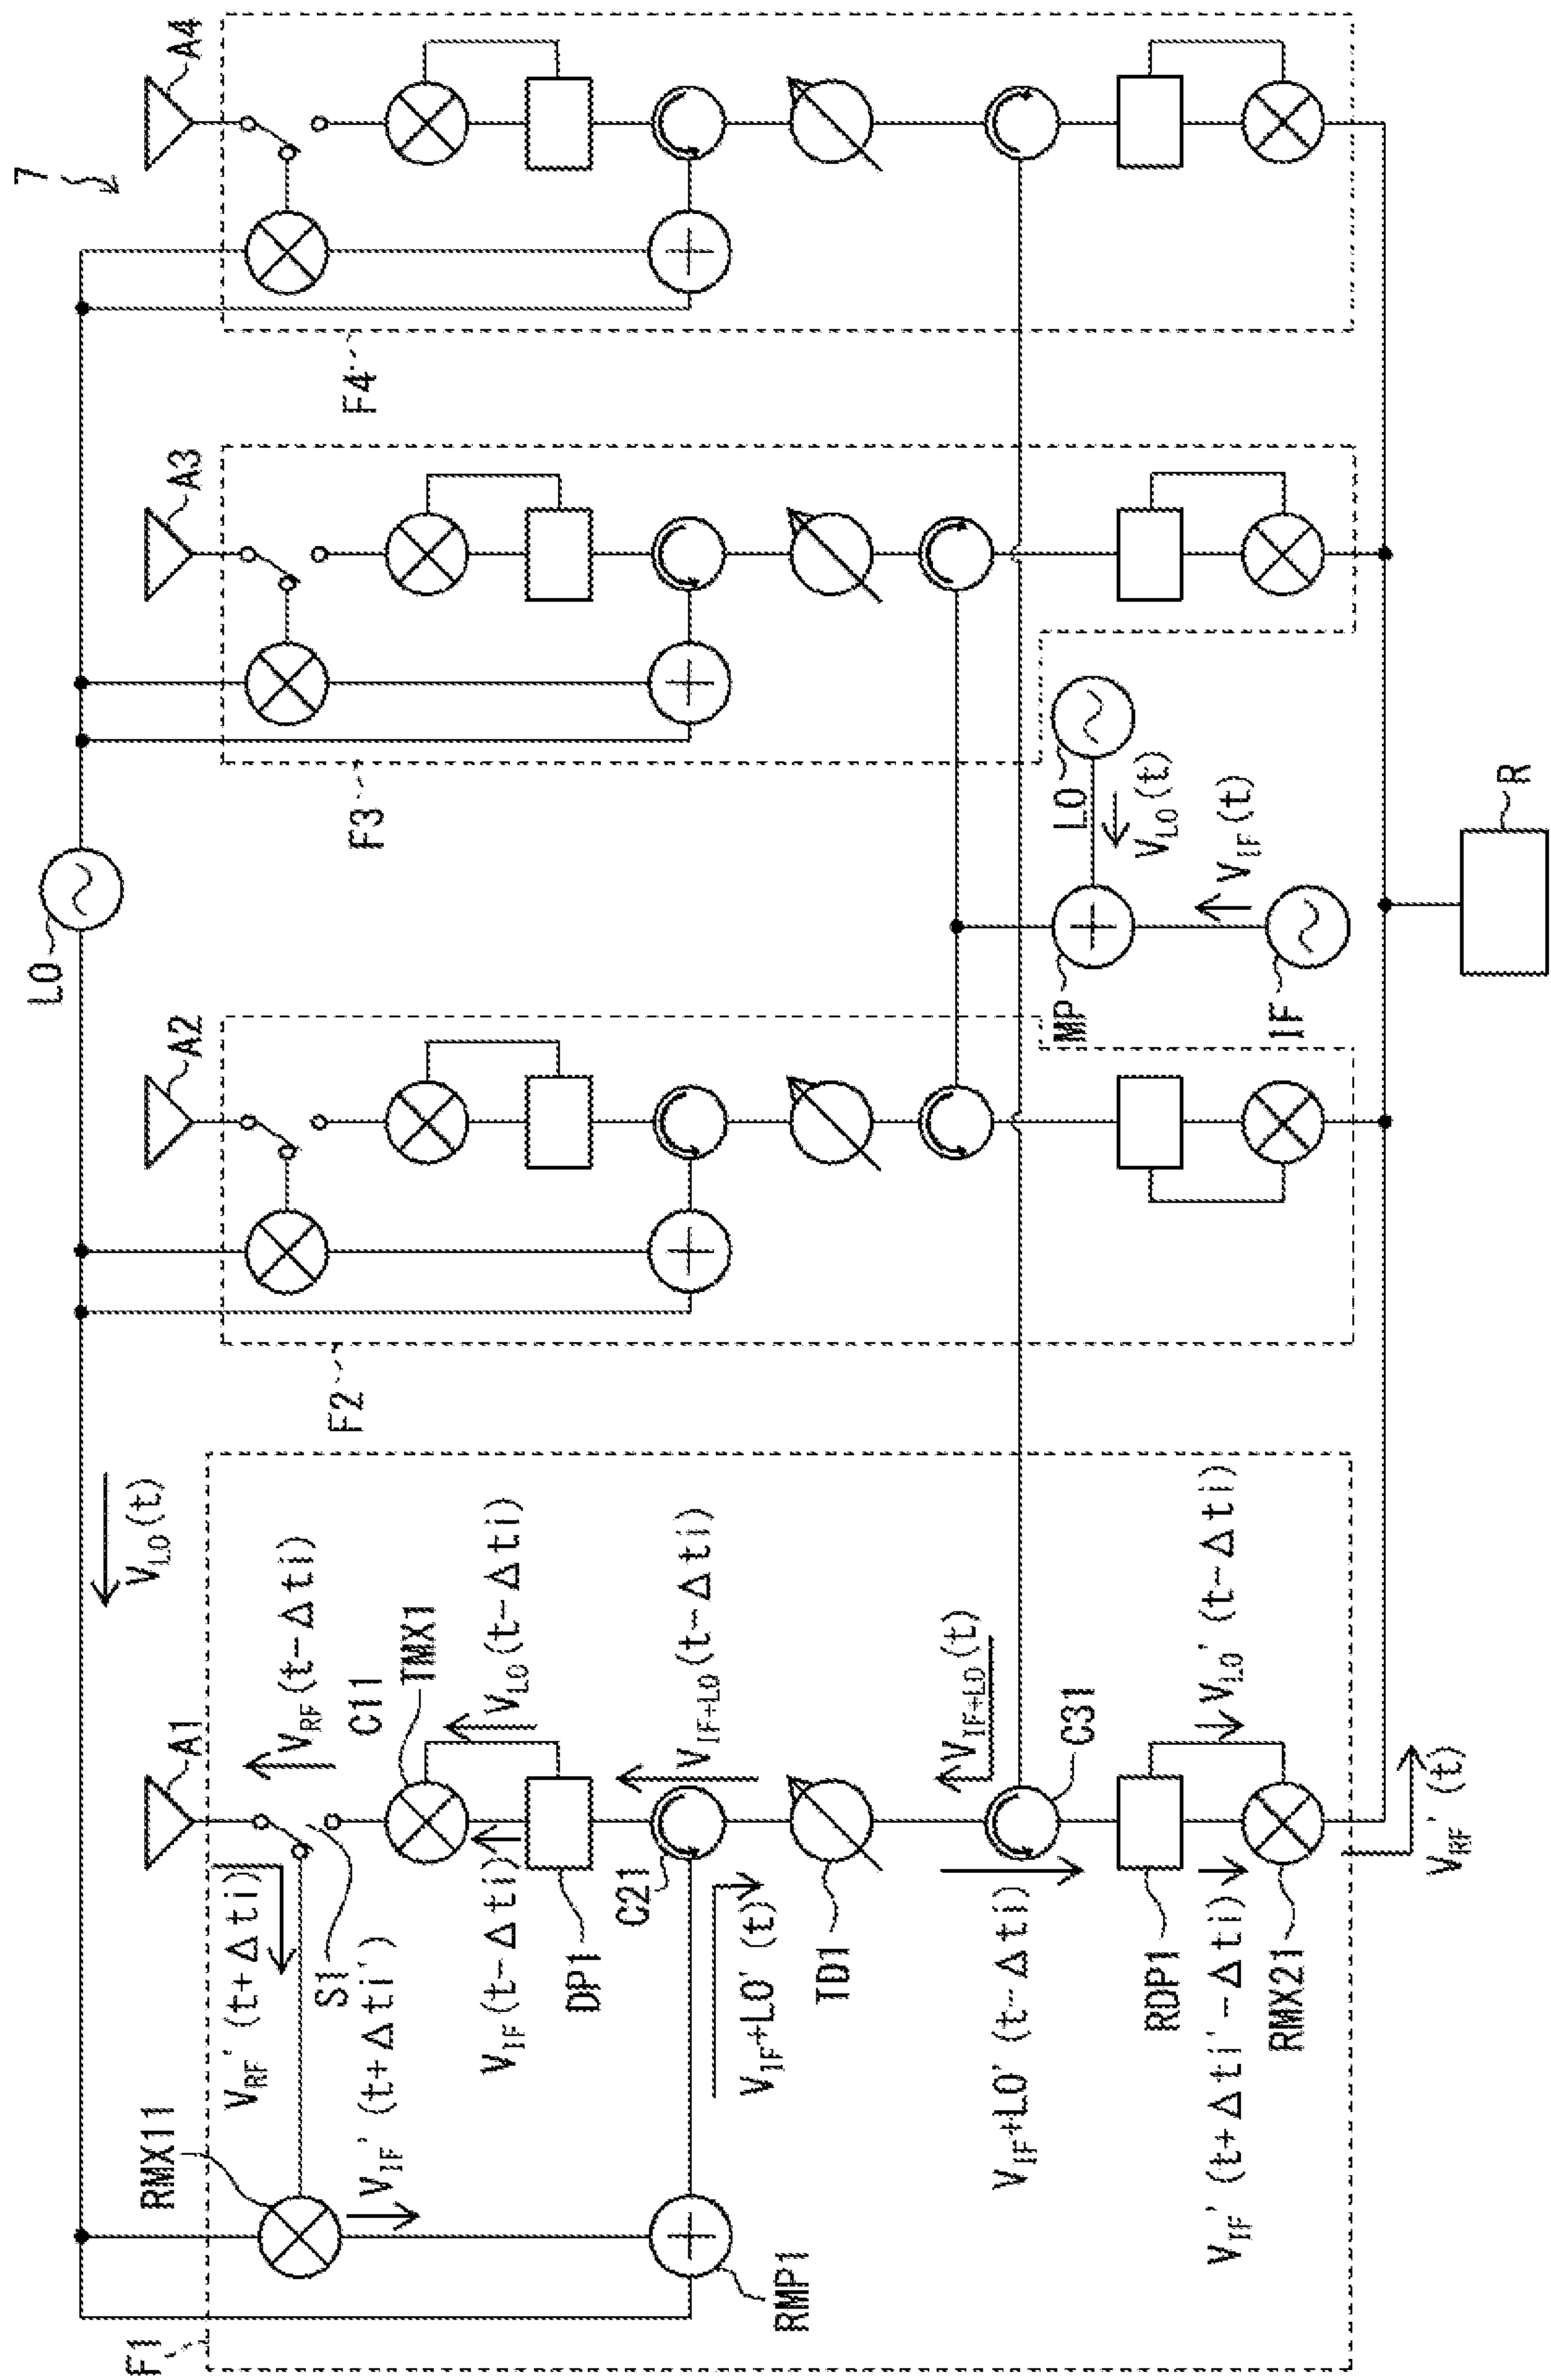 7
LO
A1
A2
A3
A4
F1
F2
F3
F4
V_LO(t)
V_RF(t-Δti)
C11
TMX1
V_LO(t-Δti)
V_RF'(t+Δti)
S1
RMX11
V_IF'(t+Δti')
V_IF(t-Δti)
DP1
C21
V_IF+LO(t-Δti)
V_IF+LO'(t)
RMP1
TD1
V_IF+LO(t)
C31
V_IF+LO'(t-Δti)
RDP1
V_LO'(t-Δti)
V_IF'(t+Δti'-Δti)
RMX21
V_RF'(t)
MP
LO
V_LO(t)
V_IF(t)
IF
R